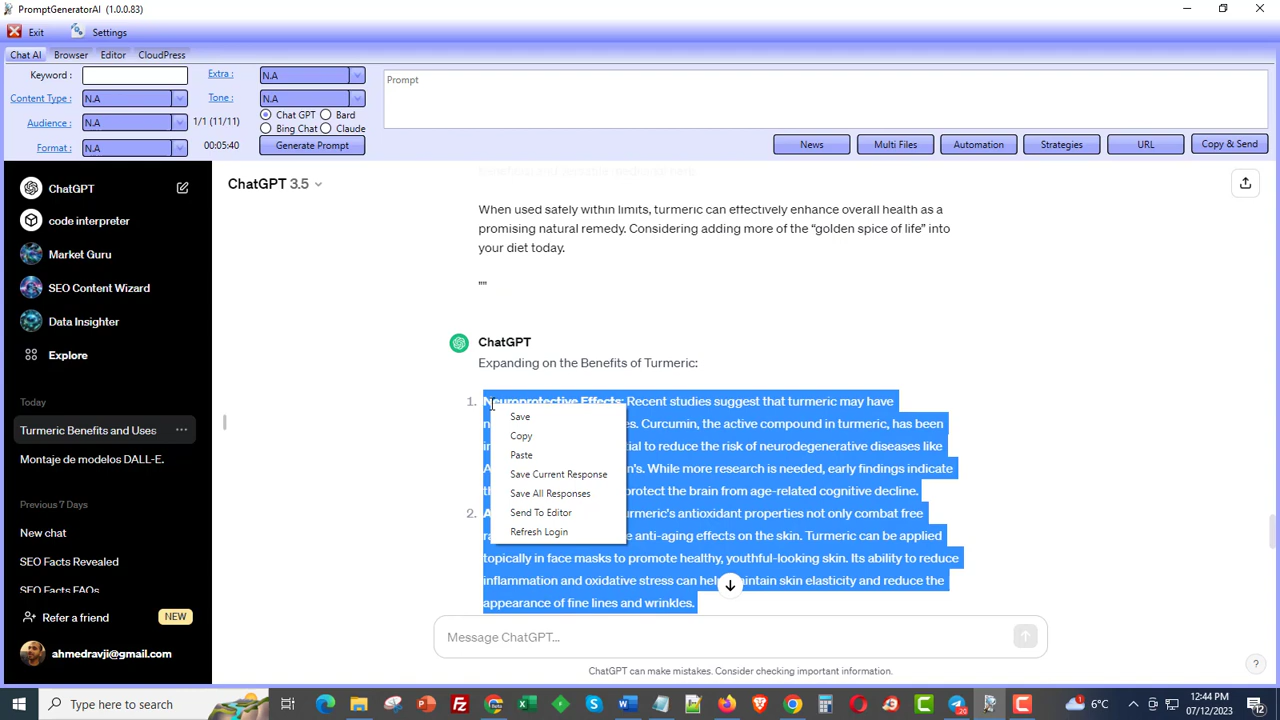 PromptGeneratorAI (1.0.0.83)
Exit
Settings
Chat AI
Browser
Editor
CloudPress
Keyword :
Extra :
N.A
Prompt
Content Type :
N.A
Tone :
N.A
Audience :
N.A
1/1 (11/11)
Chat GPT
Bard
Bing Chat
Claude
Format :
N.A
00:05:40
Generate Prompt
News
Multi Files
Automation
Strategies
URL
Copy & Send
ChatGPT
code interpreter
Market Guru
SEO Content Wizard
Data Insighter
Explore
Today
Turmeric Benefits and Uses
Montaje de modelos DALL-E.
Previous 7 Days
New chat
SEO Facts Revealed
SEO Facts FAQs
Refer a friend
NEW
ahmedravji@gmail.com
ChatGPT 3.5
When used safely within limits, turmeric can effectively enhance overall health as a
promising natural remedy. Considering adding more of the “golden spice of life” into
your diet today.
""
ChatGPT
Expanding on the Benefits of Turmeric:
1. Neuroprotective Effects: Recent studies suggest that turmeric may have
es. Curcumin, the active compound in turmeric, has been
tial to reduce the risk of neurodegenerative diseases like
n’s. While more research is needed, early findings indicate
protect the brain from age-related cognitive decline.
2. A urmeric’s antioxidant properties not only combat free
e anti-aging effects on the skin. Turmeric can be applied
topically in face masks to promote healthy, youthful-looking skin. Its ability to reduce
inflammation and oxidative stress can help maintain skin elasticity and reduce the
appearance of fine lines and wrinkles.
Save
Copy
Paste
Save Current Response
Save All Responses
Send To Editor
Refresh Login
Message ChatGPT...
ChatGPT can make mistakes. Consider checking important information.
?
Type here to search
6°C
12:44 PM
07/12/2023